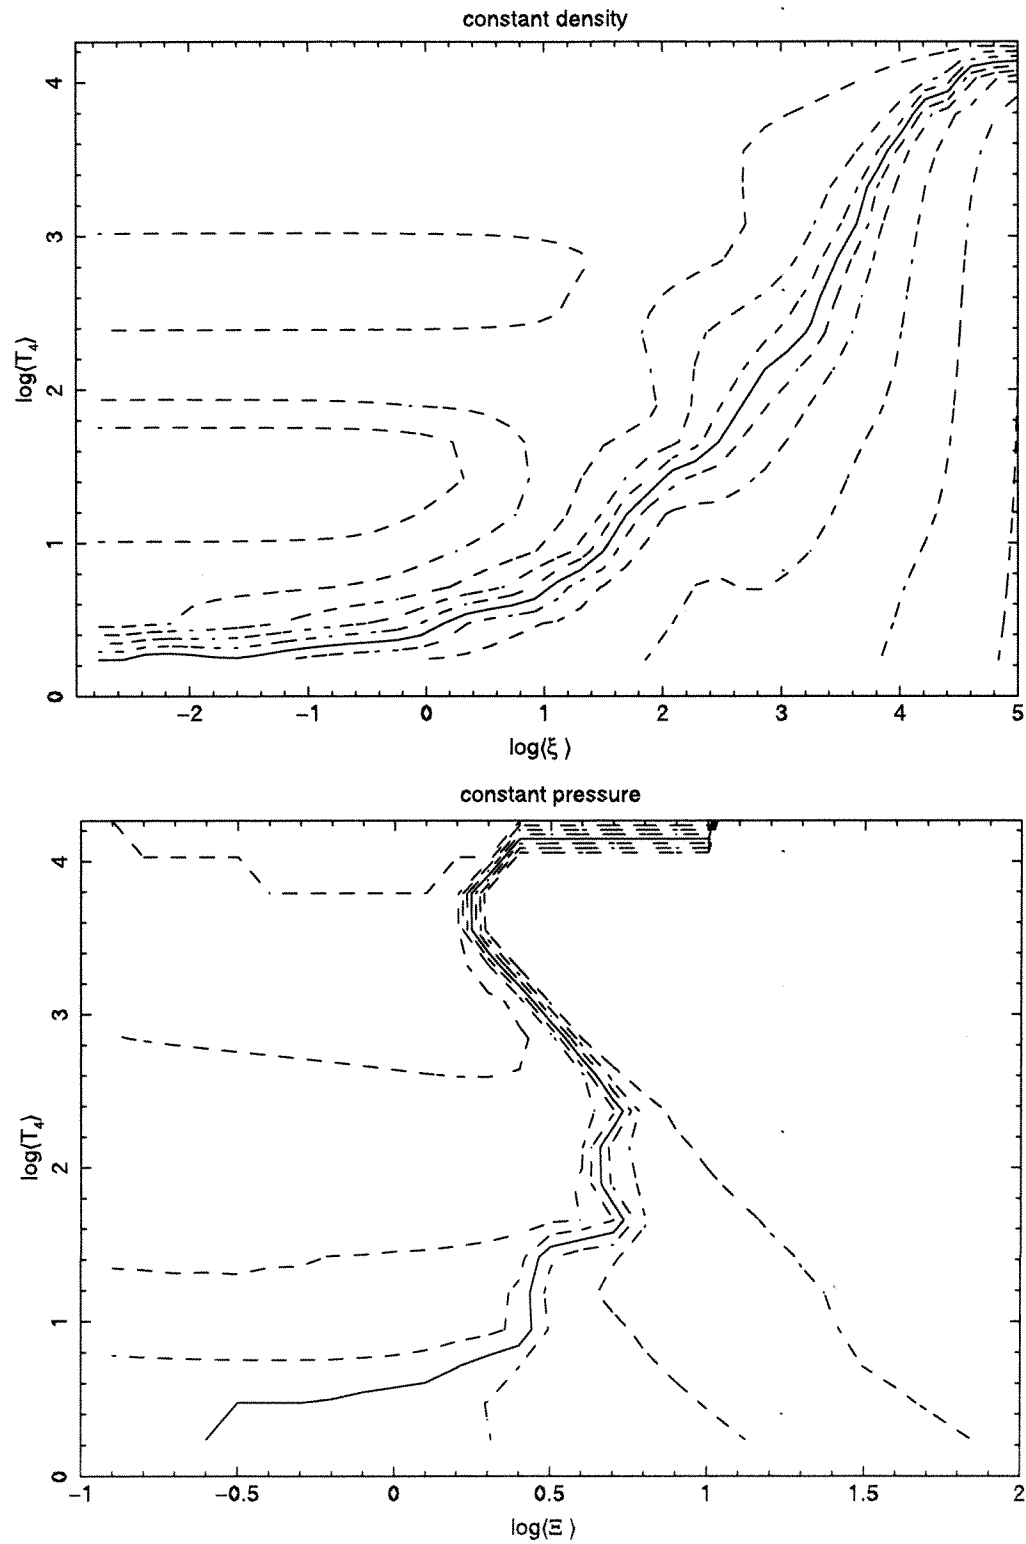 constant density
4
3
2
1
0
log(T₄)
−2 −1 0 1 2 3 4 5
log(ξ )
constant pressure
4
3
2
1
0
log(T₄)
−1 −0.5 0 0.5 1 1.5 2
log(Ξ )